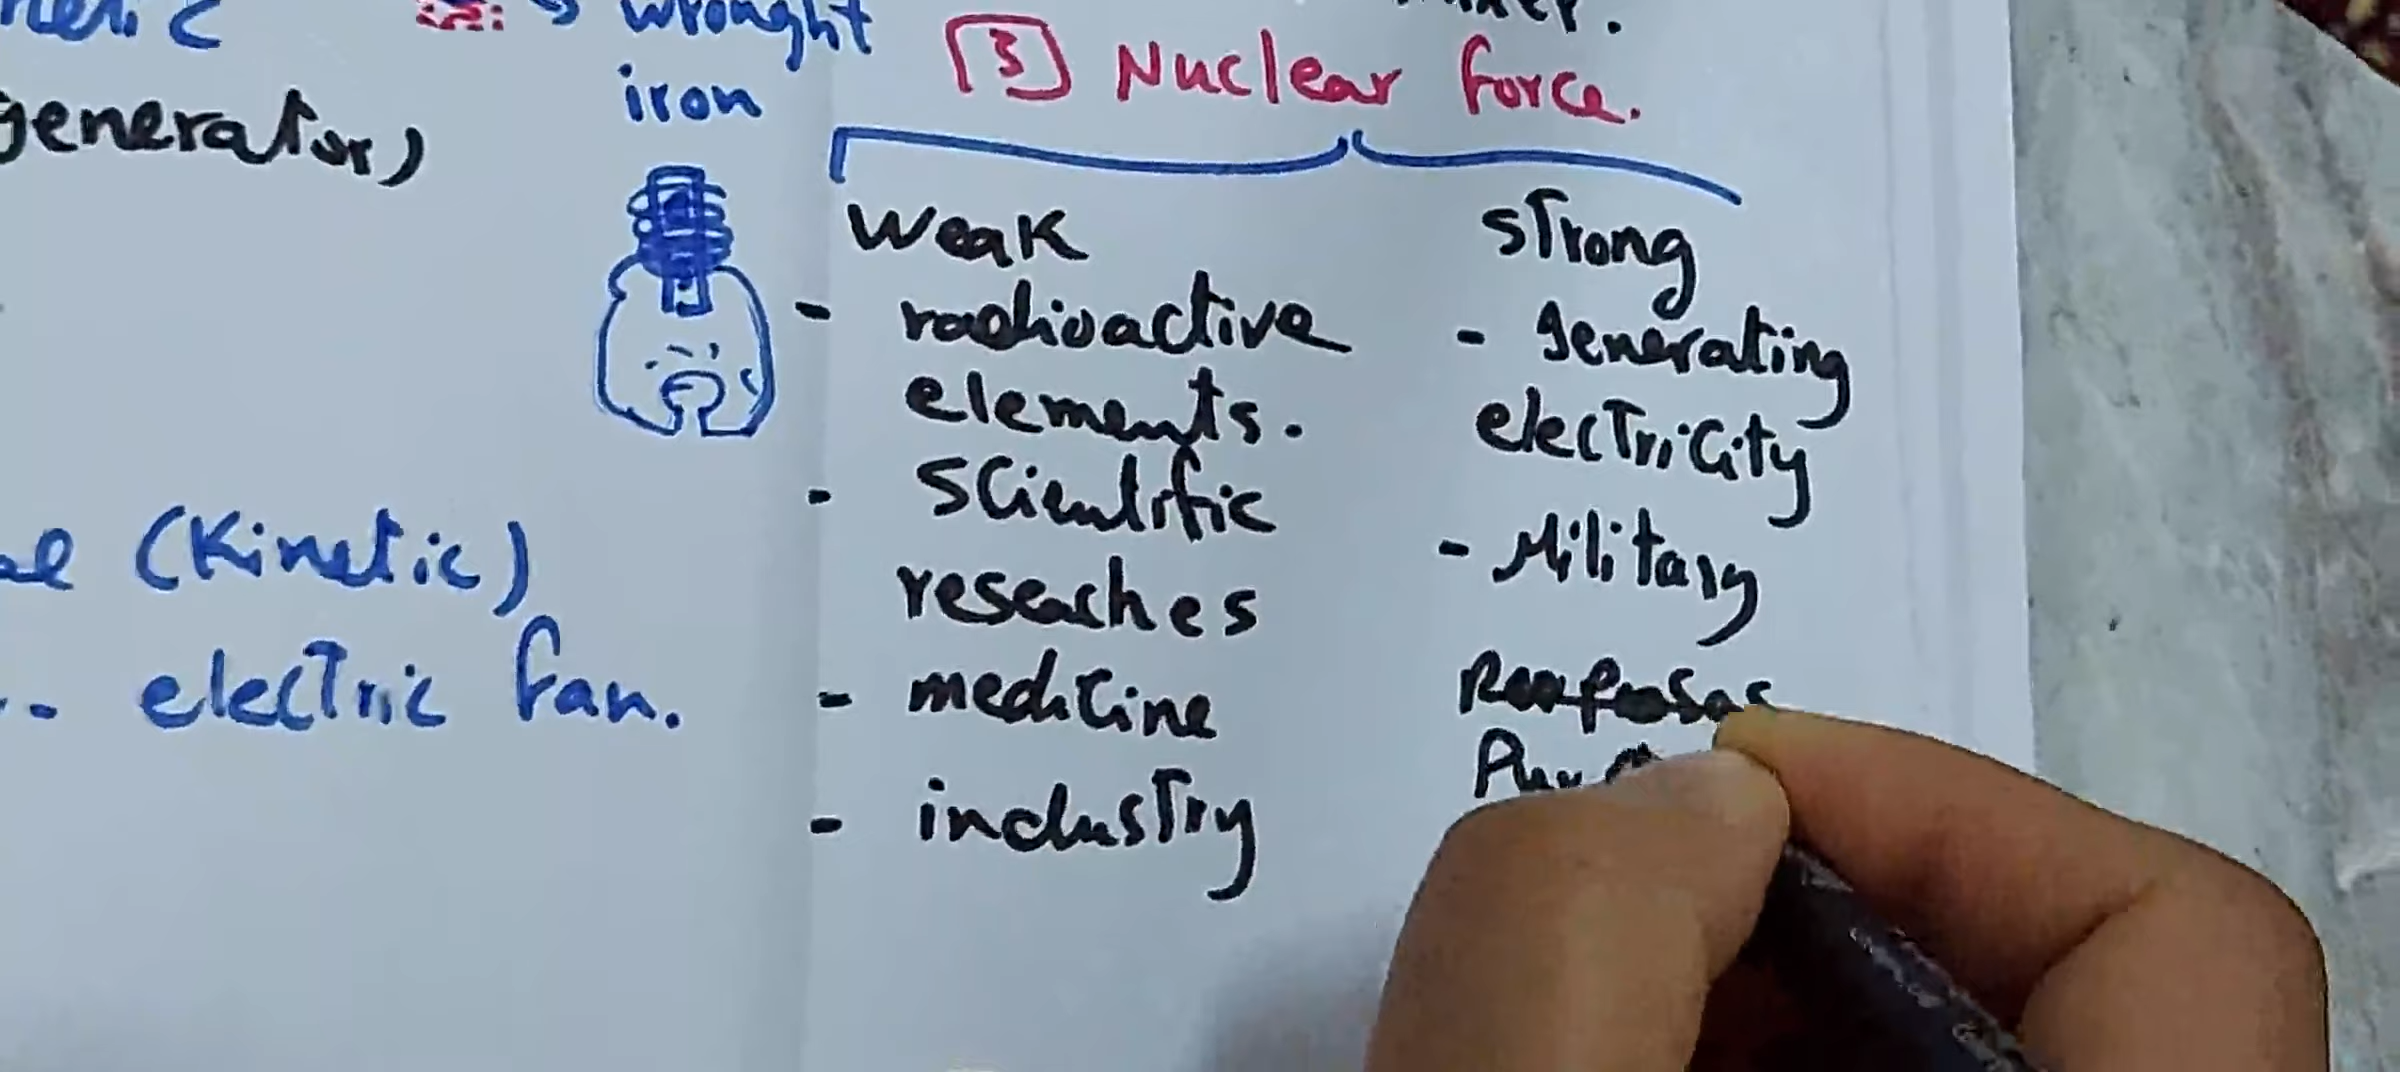 wrought
iron
generator)
(Kinetic)
electric fan.
[3] Nuclear force.
weak
- radioactive
elements.
- Scientific
reseaches
- medicine
- industry
strong
- generating
electricity
- Military